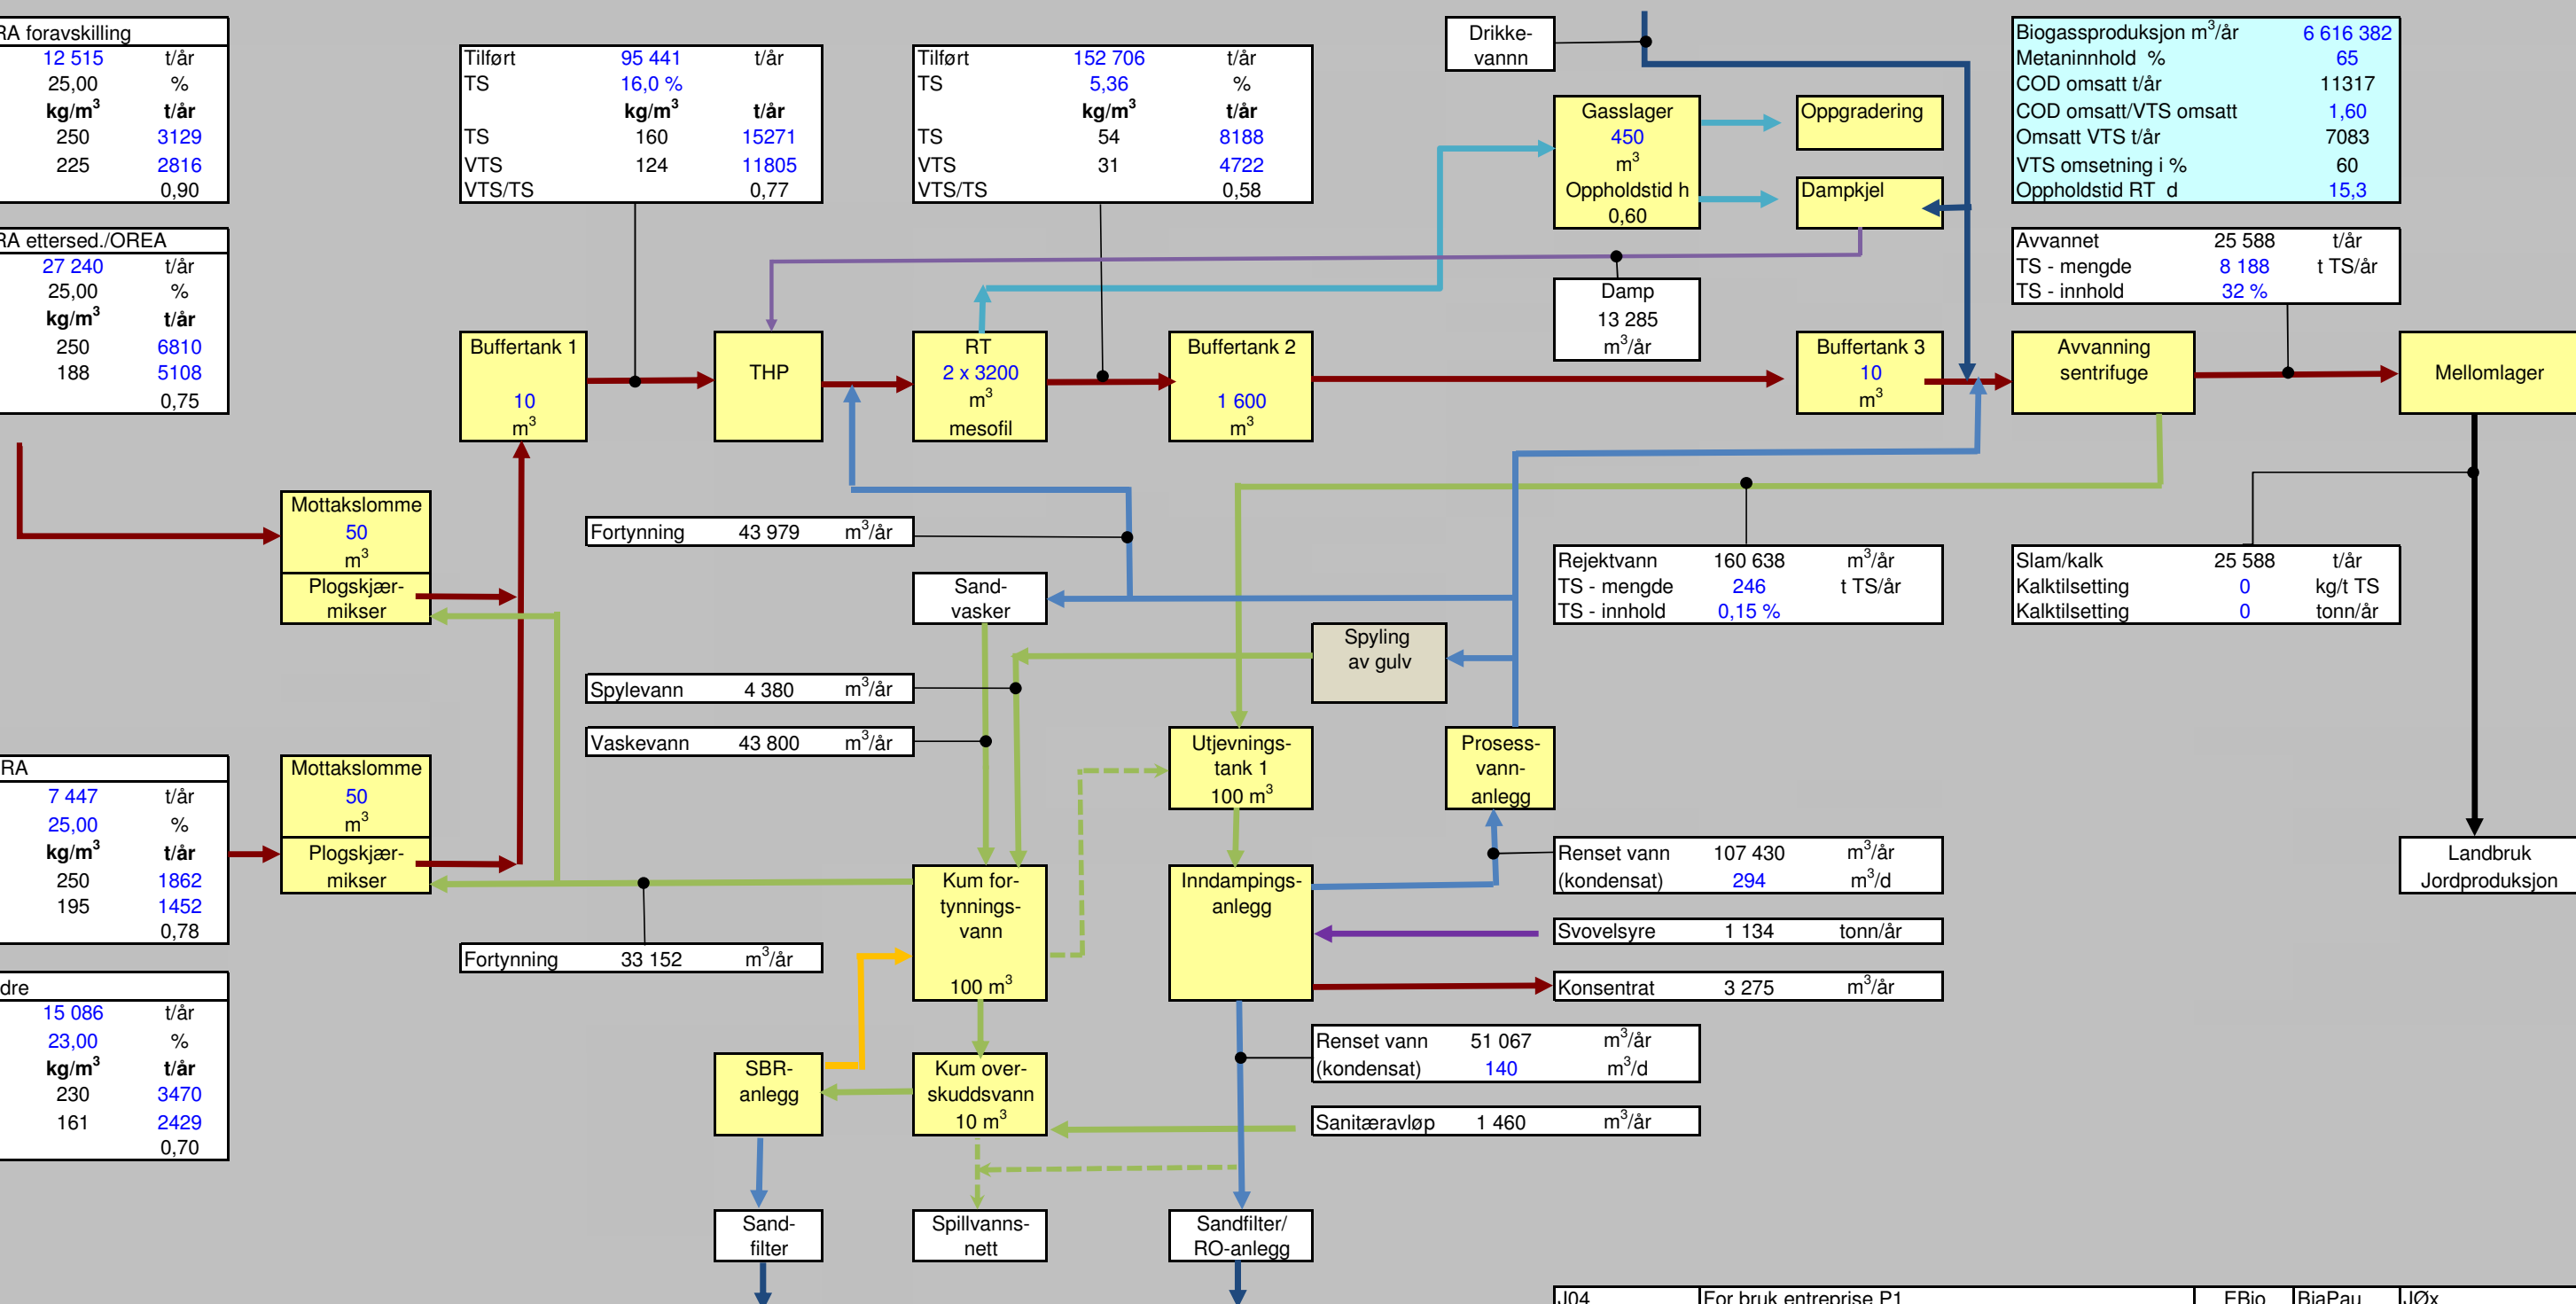 RA foravskilling
12 515 t/år
25,00 %
kg/m³ t/år
250 3129
225 2816
0,90
RA ettersed./OREA
27 240 t/år
25,00 %
kg/m³ t/år
250 6810
188 5108
0,75
RA
7 447 t/år
25,00 %
kg/m³ t/år
250 1862
195 1452
0,78
dre
15 086 t/år
23,00 %
kg/m³ t/år
230 3470
161 2429
0,70
Tilført 95 441 t/år
TS 16,0 %
kg/m³ t/år
TS 160 15271
VTS 124 11805
VTS/TS 0,77
Tilført 152 706 t/år
TS 5,36 %
kg/m³ t/år
TS 54 8188
VTS 31 4722
VTS/TS 0,58
Drikke-
vannn
Gasslager
450
m³
Oppholdstid h
0,60
Oppgradering
Dampkjel
Biogassproduksjon m³/år 6 616 382
Metaninnhold % 65
COD omsatt t/år 11317
COD omsatt/VTS omsatt 1,60
Omsatt VTS t/år 7083
VTS omsetning i % 60
Oppholdstid RT d 15,3
Avvannet 25 588 t/år
TS - mengde 8 188 t TS/år
TS - innhold 32 %
Damp
13 285
m³/år
Buffertank 1
10
m³
THP
RT
2 x 3200
m³
mesofil
Buffertank 2
1 600
m³
Buffertank 3
10
m³
Avvanning
sentrifuge
Mellomlager
Mottakslomme
50
m³
Plogskjær-
mikser
Fortynning 43 979 m³/år
Sand-
vasker
Rejektvann 160 638 m³/år
TS - mengde 246 t TS/år
TS - innhold 0,15 %
Slam/kalk 25 588 t/år
Kalktilsetting 0 kg/t TS
Kalktilsetting 0 tonn/år
Spyling
av gulv
Spylevann 4 380 m³/år
Vaskevann 43 800 m³/år
Mottakslomme
50
m³
Plogskjær-
mikser
Utjevnings-
tank 1
100 m³
Prosess-
vann-
anlegg
Kum for-
tynnings-
vann
100 m³
Inndampings-
anlegg
Renset vann 107 430 m³/år
(kondensat) 294 m³/d
Landbruk
Jordproduksjon
Svovelsyre 1 134 tonn/år
Fortynning 33 152 m³/år
Konsentrat 3 275 m³/år
SBR-
anlegg
Kum over-
skuddsvann
10 m³
Renset vann 51 067 m³/år
(kondensat) 140 m³/d
Sanitæravløp 1 460 m³/år
Sand-
filter
Spillvanns-
nett
Sandfilter/
RO-anlegg
J04 For bruk entreprise P1 EBio BjaPau JØx